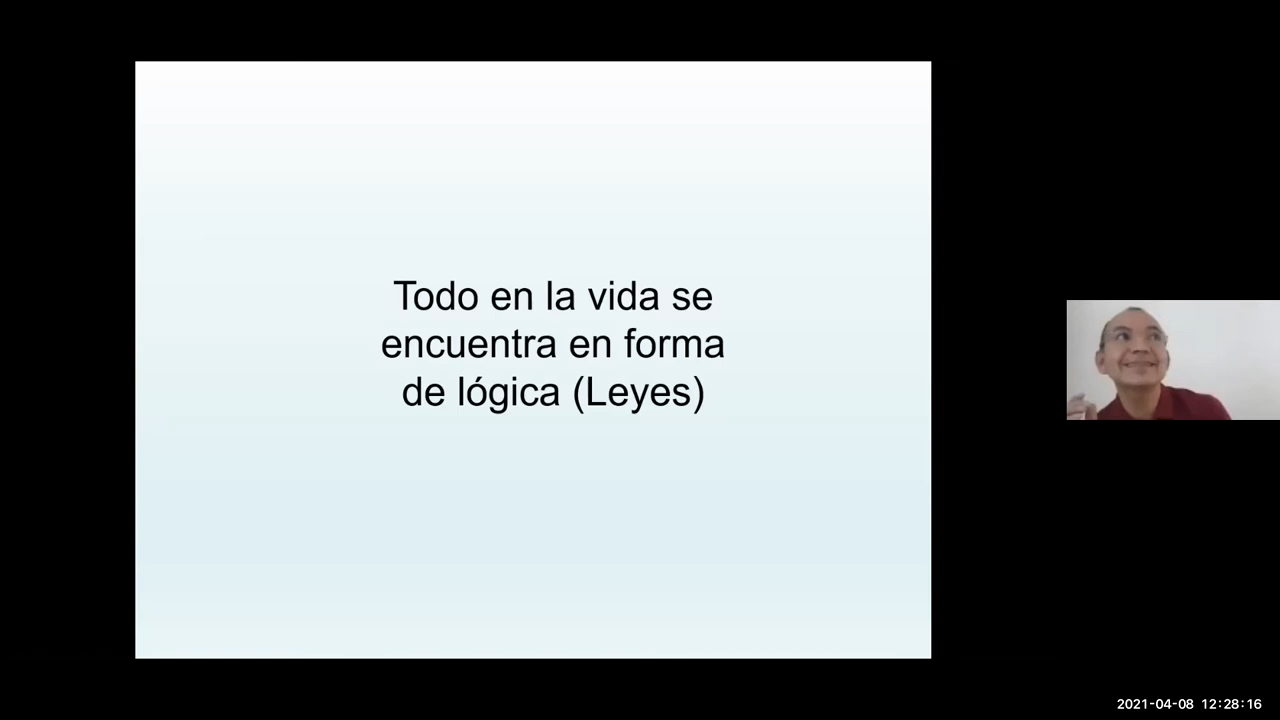 Todo en la vida se
encuentra en forma
de lógica (Leyes)
2021-04-08 12:28:16